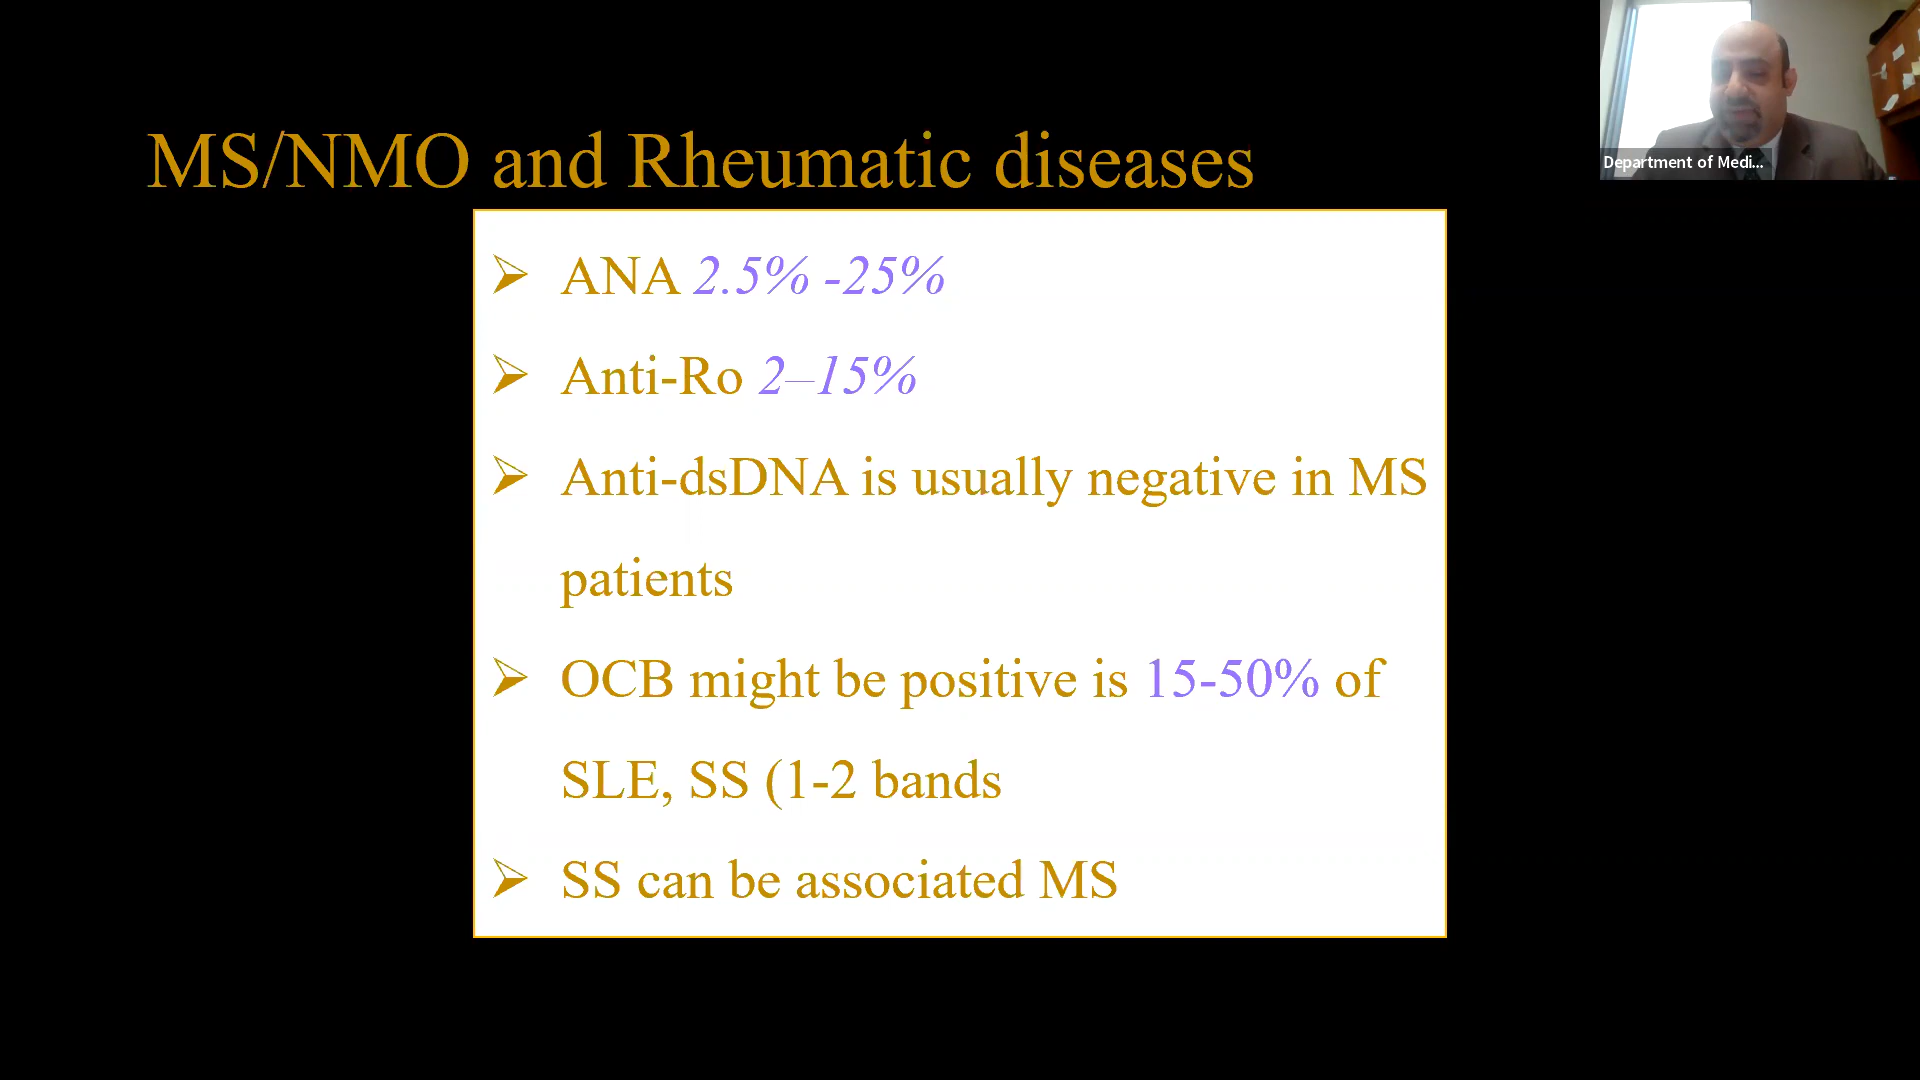 MS/NMO and Rheumatic diseases
Department of Medi...
➢ ANA 2.5% -25%
➢ Anti-Ro 2–15%
➢ Anti-dsDNA is usually negative in MS
patients
➢ OCB might be positive is 15-50% of
SLE, SS (1-2 bands
➢ SS can be associated MS